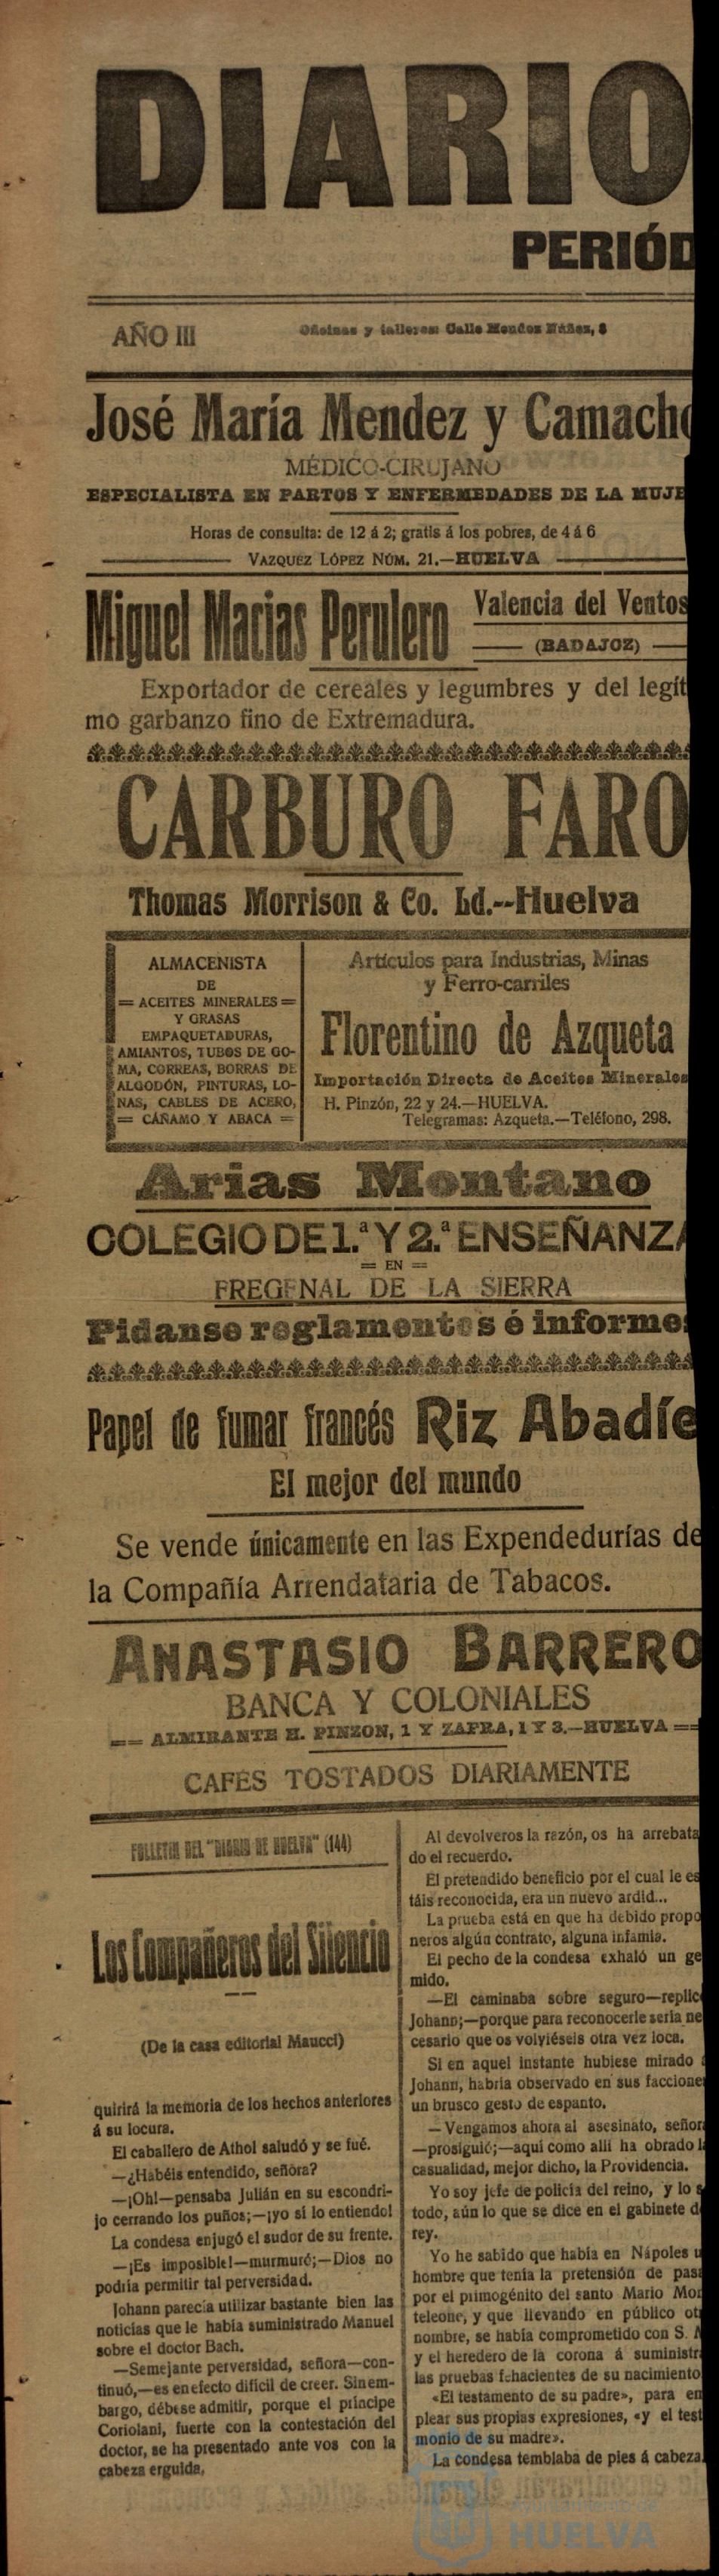 DIARIO
PERIÓD
AÑO III
Oficinas y talleres: Calle Mendez Núñez, 8
José María Mendez y Camacho
MÉDICO-CIRUJANO
ESPECIALISTA EN PARTOS Y ENFERMEDADES DE LA MUJE
Horas de consulta: de 12 á 2; gratis á los pobres, de 4 á 6
VAZQUEZ LÓPEZ NÚM. 21.—HUELVA
Miguel Macias Perulero
Valencia del Ventos
(BADAJOZ)
Exportador de cereales y legumbres y del legít
mo garbanzo fino de Extremadura.
CARBURO FARO
Thomas Morrison & Co. Ld.--Huelva
ALMACENISTA
DE
= ACEITES MINERALES =
Y GRASAS
EMPAQUETADURAS,
AMIANTOS, TUBOS DE GO-
MA, CORREAS, BORRAS DE
ALGODÓN, PINTURAS, LO-
NAS, CABLES DE ACERO,
= CÁÑAMO Y ABACA =
Artículos para Industrias, Minas
y Ferro-carriles
Florentino de Azqueta
Importación Directa de Aceites Minerales
H. Pinzón, 22 y 24.—HUELVA.
Telegramas: Azqueta.—Teléfono, 298.
Arias Montano
COLEGIO DE 1.ª Y 2.ª ENSEÑANZA
= EN =
FREGENAL DE LA SIERRA
Pidanse reglamentos é informes
Papel de fumar francés Riz Abadíe
El mejor del mundo
Se vende únicamente en las Expendedurías de
la Compañía Arrendataria de Tabacos.
ANASTASIO BARRERO
BANCA Y COLONIALES
== ALMIRANTE H. PINZON, 1 Y ZAFRA, 1 Y 3.—HUELVA ==
CAFÉS TOSTADOS DIARIAMENTE
FOLLETIN DEL "DIARIO DE HUELVA" (144)
Los Compañeros del Silencio
(De la casa editorial Maucci)
quirirá la memoria de los hechos anteriores
á su locura.
El caballero de Athol saludó y se fué.
—¿Habéis entendido, señora?
—¡Oh!—pensaba Julián en su escondri-
jo cerrando los puños;—¡yo sí lo entiendo!
La condesa enjugó el sudor de su frente.
—¡Es imposible!—murmuró;—Dios no
podría permitir tal perversidad.
Johann parecía utilizar bastante bien las
noticias que le había suministrado Manuel
sobre el doctor Bach.
—Semejante perversidad, señora—con-
tinuó,—es en efecto difícil de creer. Sin em-
bargo, débese admitir, porque el príncipe
Coriolani, fuerte con la contestación del
doctor, se ha presentado ante vos con la
cabeza erguida.
Al devolveros la razón, os ha arrebata
do el recuerdo.
El pretendido beneficio por el cual le es
táis reconocida, era un nuevo ardid...
La prueba está en que ha debido propo
neros algún contrato, alguna infamia.
El pecho de la condesa exhaló un ge
mido.
—El caminaba sobre seguro—replicó
Johann;—porque para reconocerle sería ne
cesario que os volviéseis otra vez loca.
Si en aquel instante hubiese mirado á
Johann, habría observado en sus facciones
un brusco gesto de espanto.
—Vengamos ahora al asesinato, señora
—prosiguió;—aquí como allí ha obrado la
casualidad, mejor dicho, la Providencia.
Yo soy jefe de policía del reino, y lo s
todo, aún lo que se dice en el gabinete d
rey.
Yo he sabido que había en Nápoles u
hombre que tenía la pretensión de pasa
por el primogénito del santo Mario Mon
teleone, y que llevando en público otr
nombre, se había comprometido con S. M
y el heredero de la corona á suministra
las pruebas fehacientes de su nacimiento
«El testamento de su padre», para em
plear sus propias expresiones, «y el testi
monio de su madre».
La condesa temblaba de pies á cabeza.
Ayuntamiento de
HUELVA